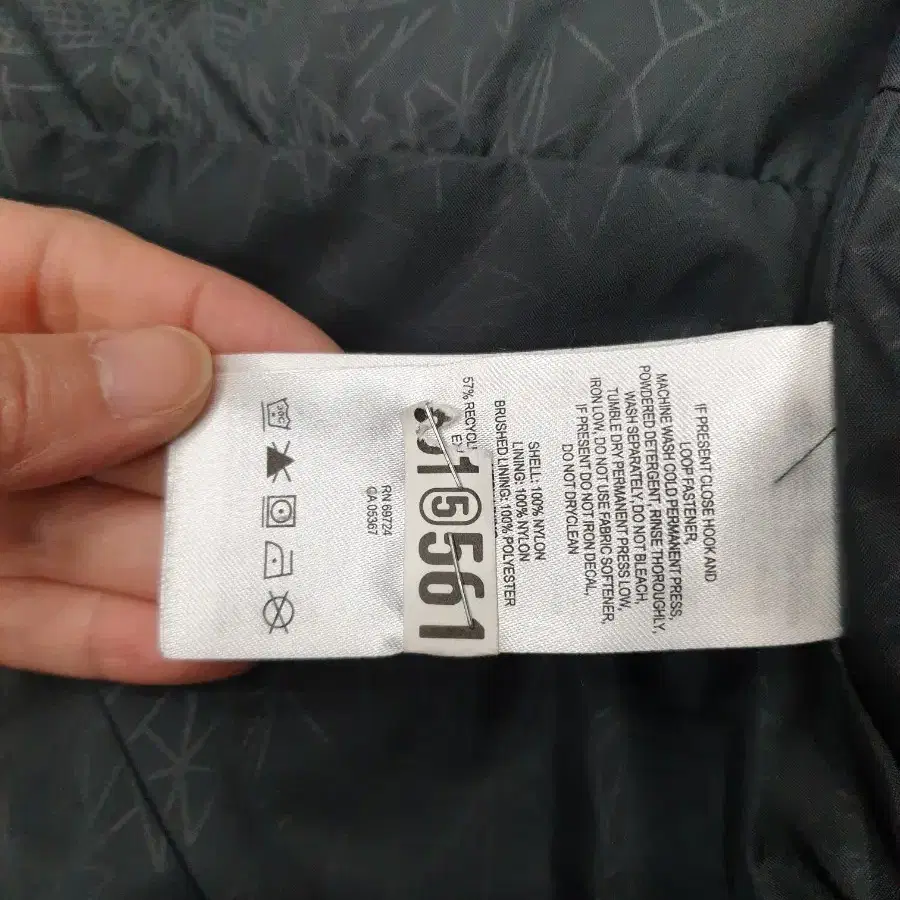 IF PRESENT CLOSE HOOK AND
LOOP FASTENER,
MACHINE WASH COLD PERMANENT PRESS,
POWDERED DETERGENT, RINSE THOROUGHLY,
WASH SEPARATELY, DO NOT BLEACH,
TUMBLE DRY PERMANENT PRESS LOW,
IRON LOW, DO NOT USE FABRIC SOFTENER,
IF PRESENT DO NOT IRON DECAL,
DO NOT DRYCLEAN
SHELL: 100% NYLON
LINING: 100% NYLON
BRUSHED LINING: 100% POLYESTER
57%
1 5 561
RN 69724
CA 05367